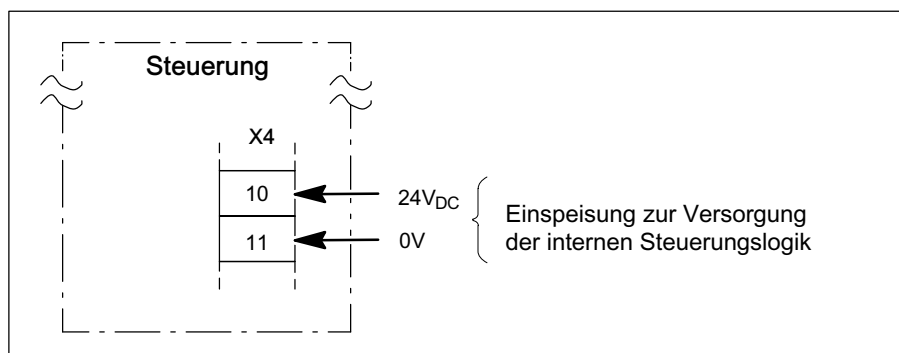 Steuerung
X4
10
24VDC
11
0V
Einspeisung zur Versorgung
der internen Steuerungslogik